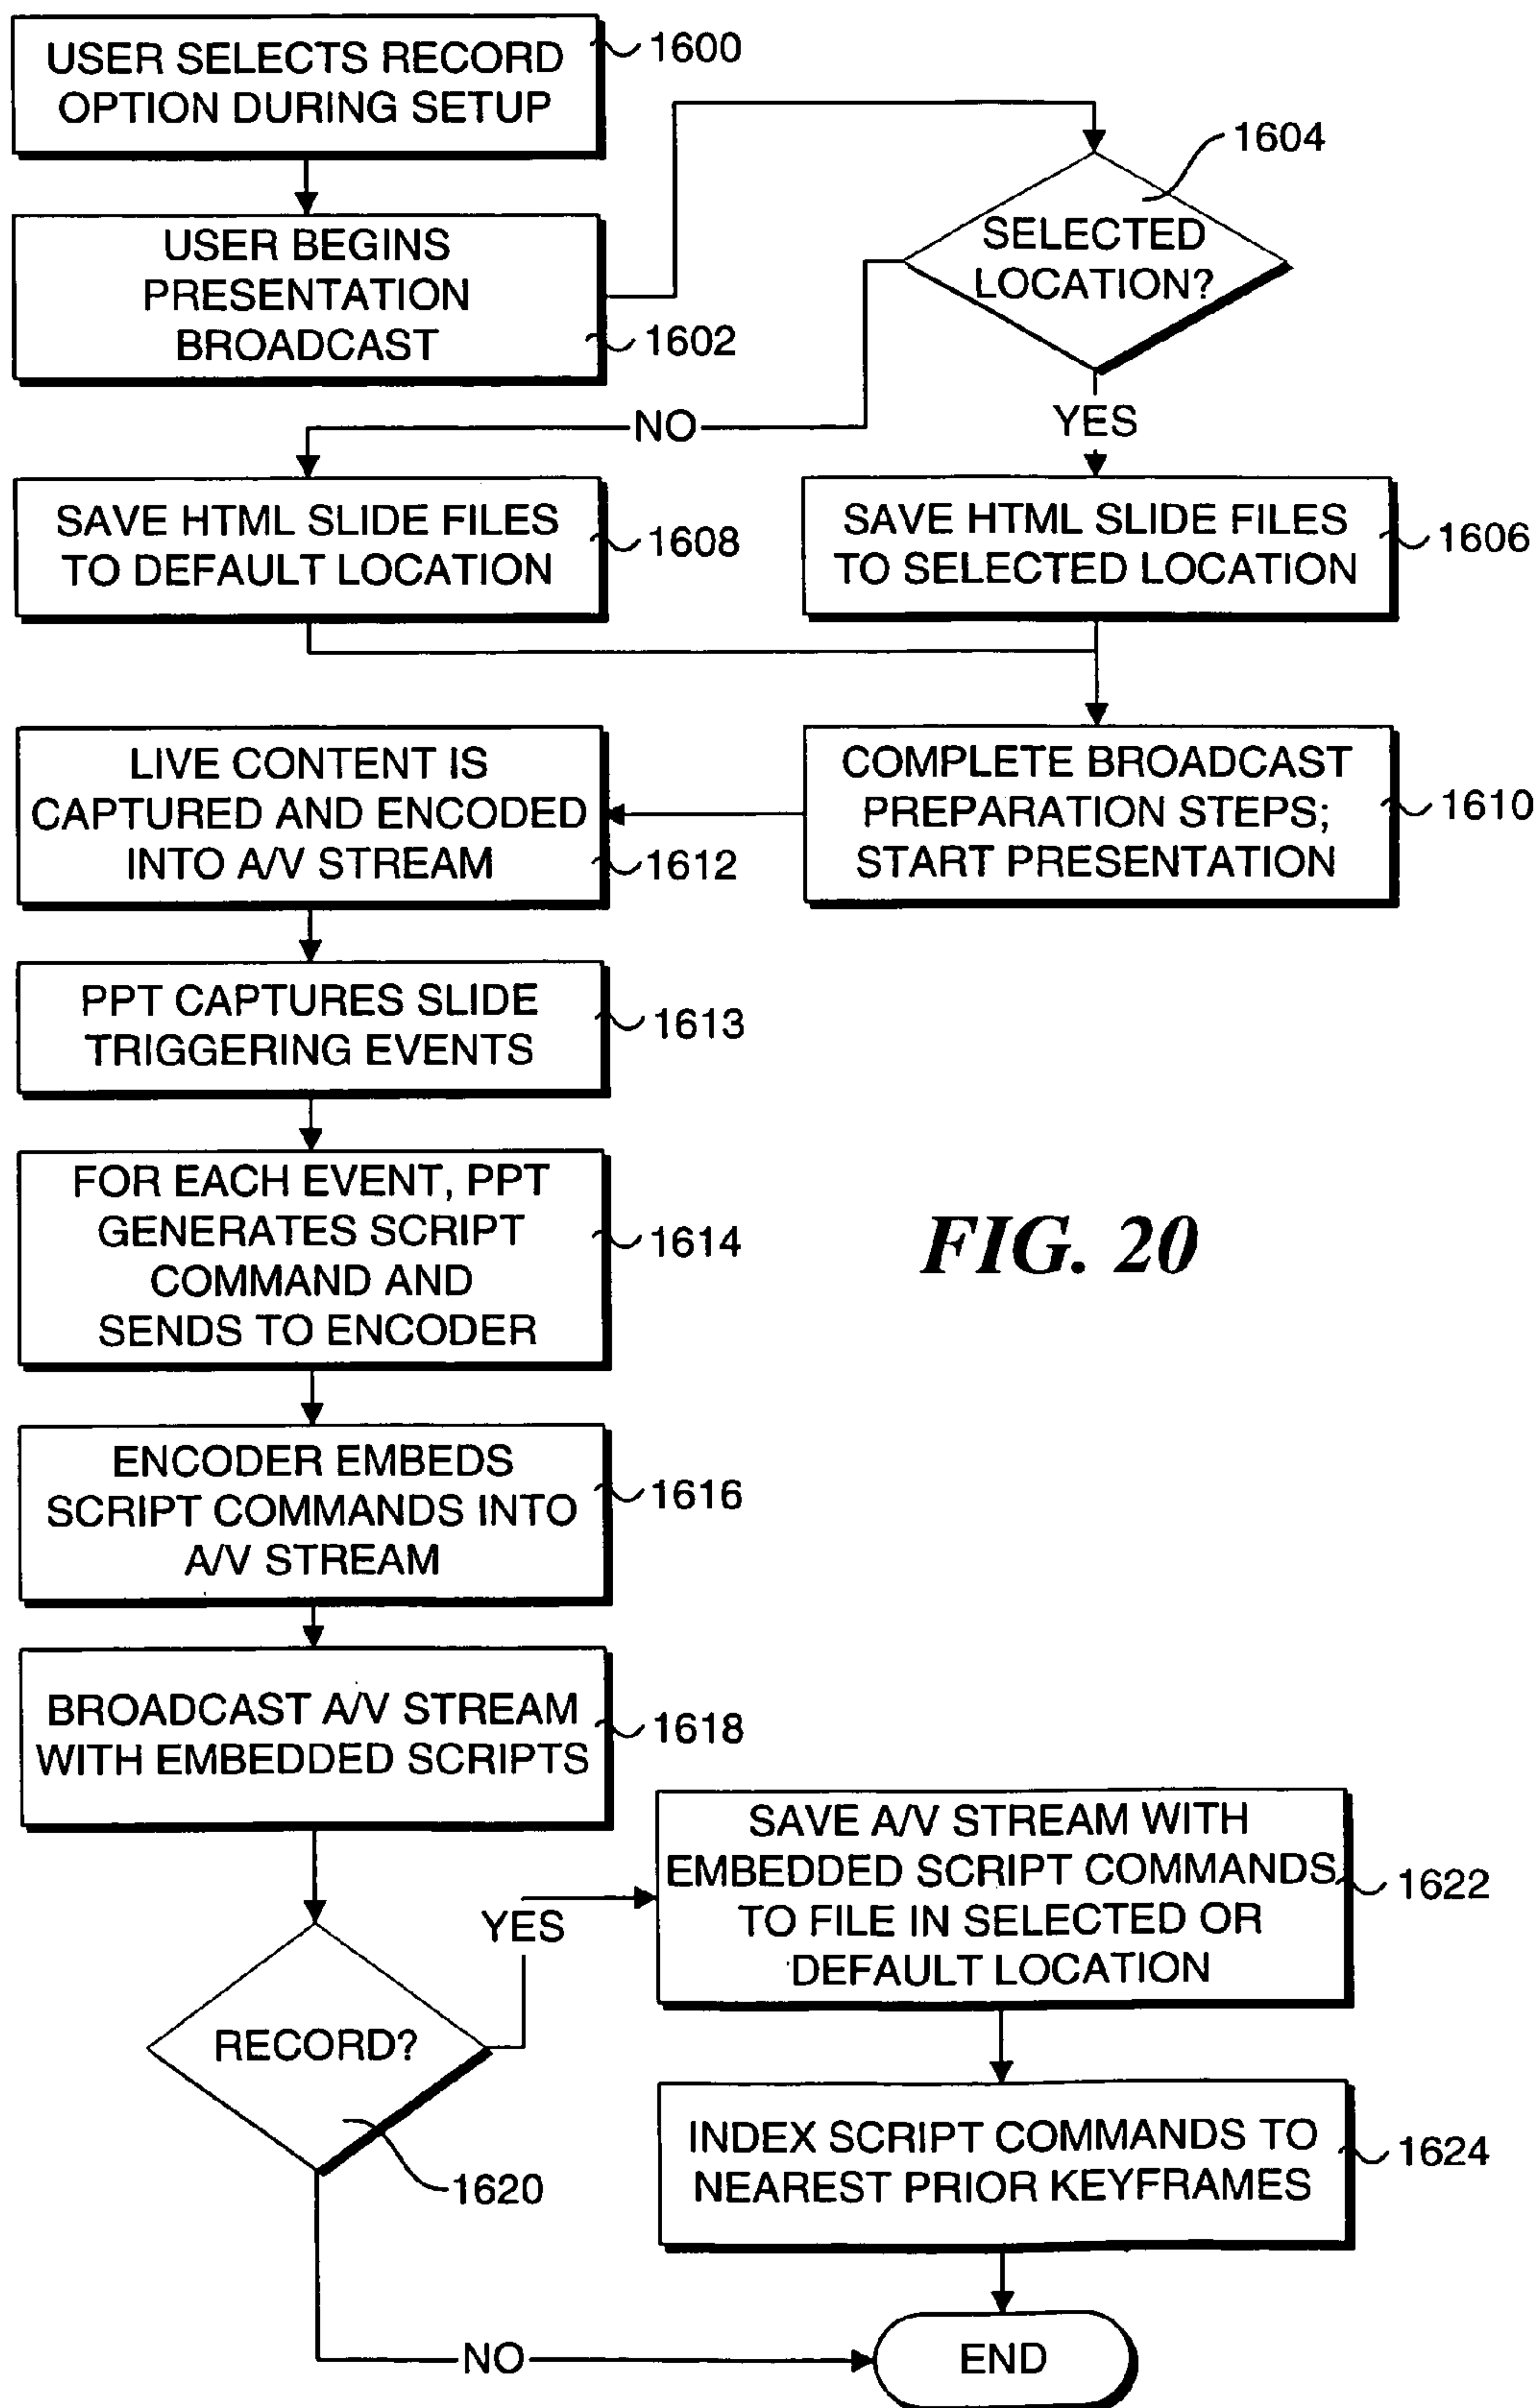 USER SELECTS RECORD
OPTION DURING SETUP
1600
USER BEGINS
PRESENTATION
BROADCAST
1602
1604
SELECTED
LOCATION?
NO
YES
SAVE HTML SLIDE FILES
TO DEFAULT LOCATION
1608
SAVE HTML SLIDE FILES
TO SELECTED LOCATION
1606
COMPLETE BROADCAST
PREPARATION STEPS;
START PRESENTATION
1610
LIVE CONTENT IS
CAPTURED AND ENCODED
INTO A/V STREAM
1612
PPT CAPTURES SLIDE
TRIGGERING EVENTS
1613
FOR EACH EVENT, PPT
GENERATES SCRIPT
COMMAND AND
SENDS TO ENCODER
1614
FIG. 20
ENCODER EMBEDS
SCRIPT COMMANDS INTO
A/V STREAM
1616
BROADCAST A/V STREAM
WITH EMBEDDED SCRIPTS
1618
RECORD?
1620
YES
SAVE A/V STREAM WITH
EMBEDDED SCRIPT COMMANDS
TO FILE IN SELECTED OR
DEFAULT LOCATION
1622
INDEX SCRIPT COMMANDS TO
NEAREST PRIOR KEYFRAMES
1624
NO
END